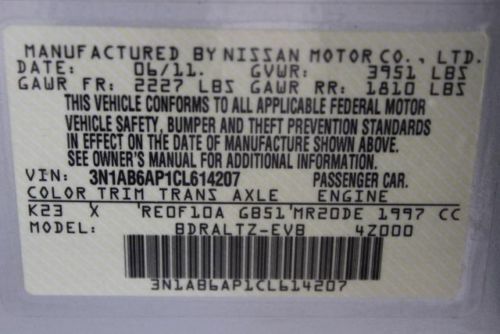 MANUFACTURED BY NISSAN MOTOR CO., LTD.
DATE: 06/11. GVWR: 3951 LBS
GAWR FR: 2227 LBS GAWR RR: 1810 LBS
THIS VEHICLE CONFORMS TO ALL APPLICABLE FEDERAL MOTOR
VEHICLE SAFETY, BUMPER AND THEFT PREVENTION STANDARDS
IN EFFECT ON THE DATE OF MANUFACTURE SHOWN ABOVE.
SEE OWNER'S MANUAL FOR ADDITIONAL INFORMATION.
VIN: 3N1AB6AP1CL614207 PASSENGER CAR.
COLOR TRIM TRANS AXLE ENGINE
K23 X 'RE0F10A GB51'MR20DE 1997 CC
MODEL: BDRALTZ-EVB 4Z000
3N1AB6AP1CL614207